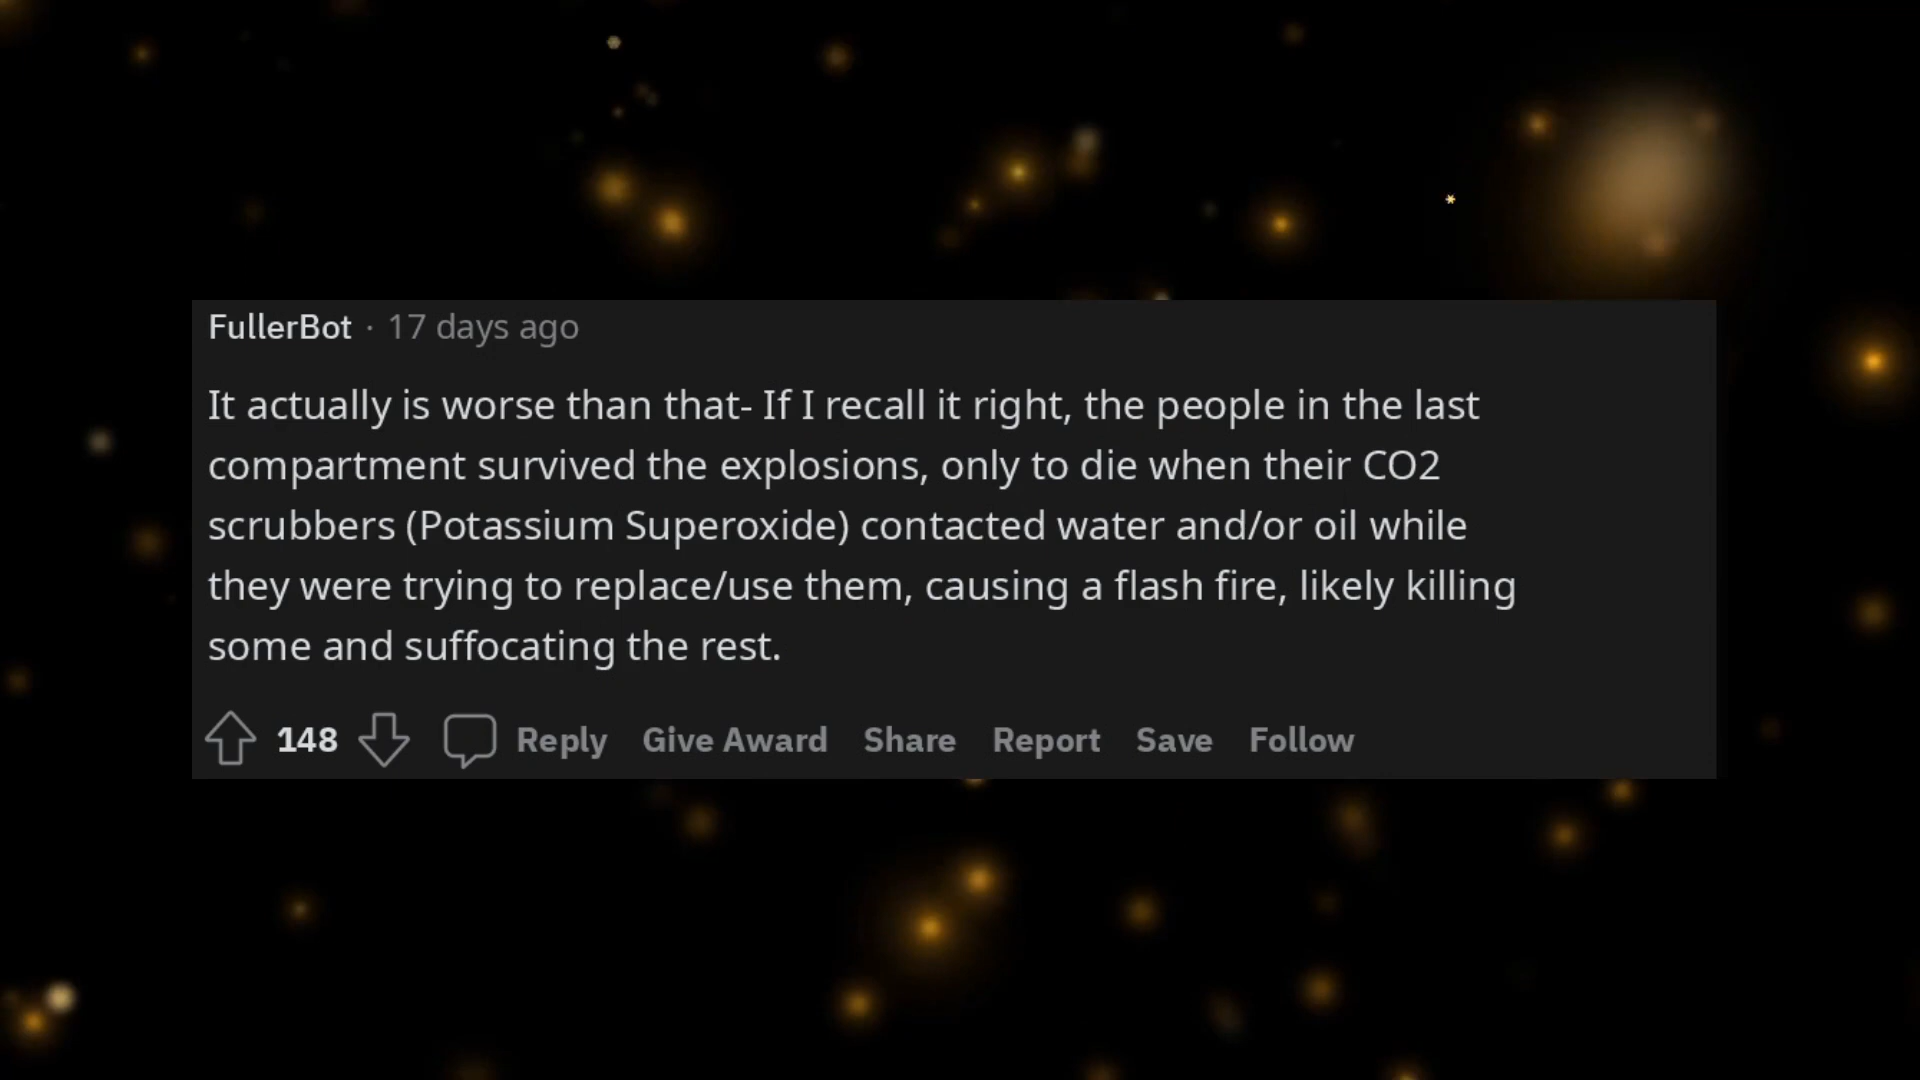 FullerBot · 17 days ago
It actually is worse than that- If I recall it right, the people in the last
compartment survived the explosions, only to die when their CO2
scrubbers (Potassium Superoxide) contacted water and/or oil while
they were trying to replace/use them, causing a flash fire, likely killing
some and suffocating the rest.
148 Reply Give Award Share Report Save Follow